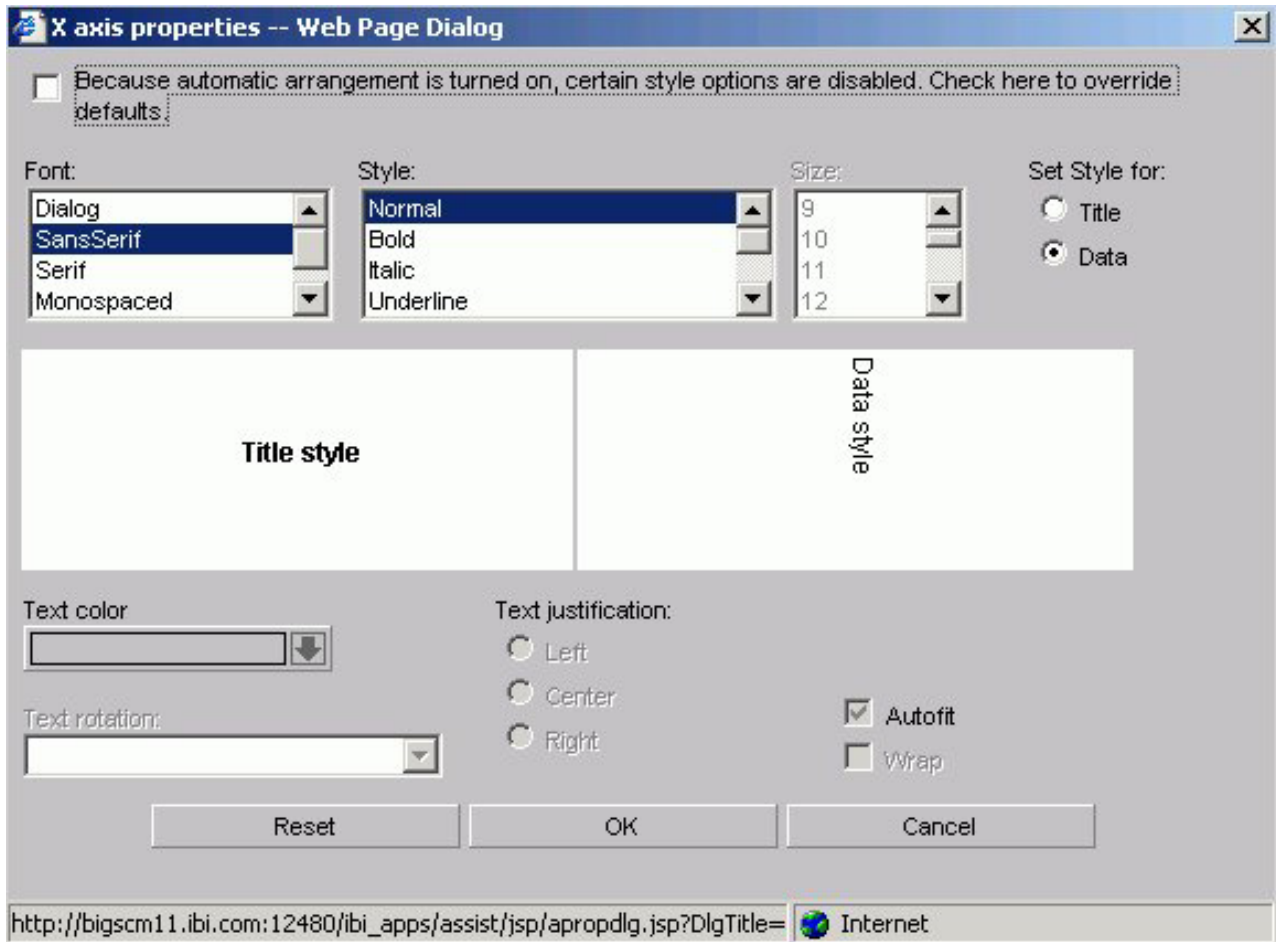 X axis properties -- Web Page Dialog
Because automatic arrangement is turned on, certain style options are disabled. Check here to override
defaults.
Font:
Dialog
SansSerif
Serif
Monospaced
Style:
Normal
Bold
Italic
Underline
Size:
9
10
11
12
Set Style for:
Title
Data
Title style
Data style
Text color
Text rotation:
Text justification:
Left
Center
Right
Autofit
Wrap
Reset
OK
Cancel
http://bigscm11.ibi.com:12480/ibi_apps/assist/jsp/apropdlg.jsp?DlgTitle=
Internet